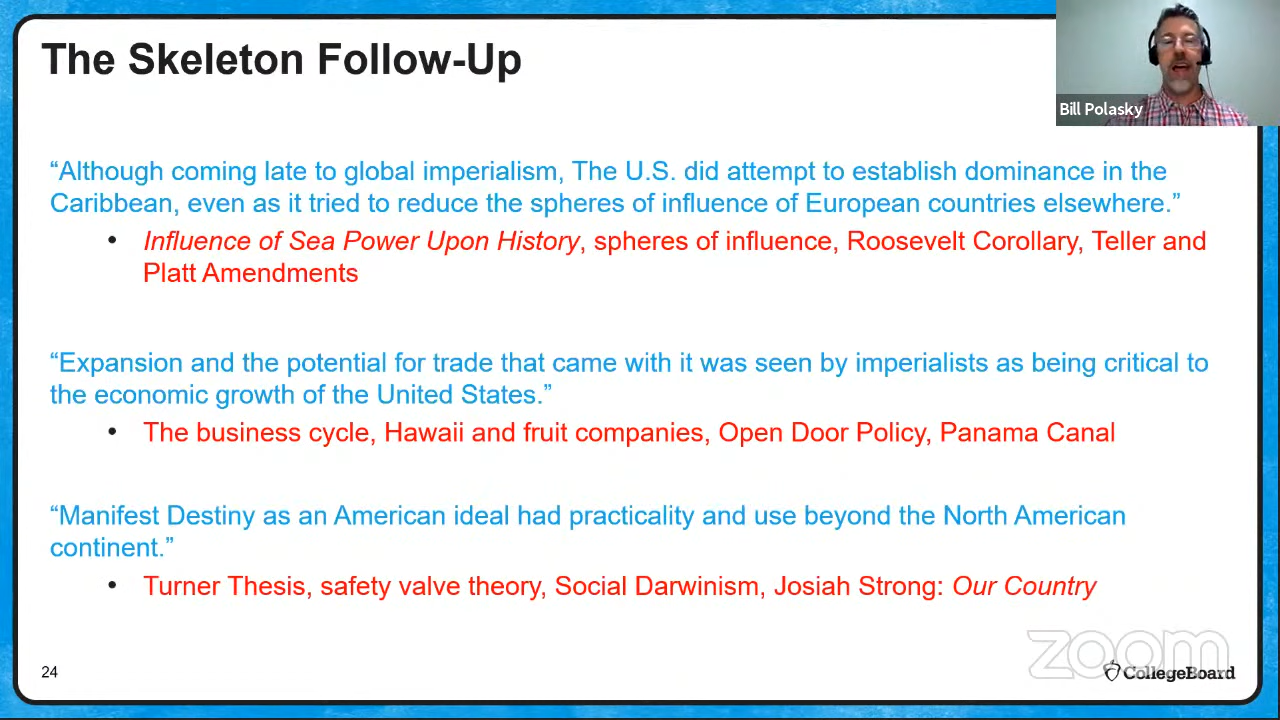 The Skeleton Follow-Up
Bill Polasky
“Although coming late to global imperialism, The U.S. did attempt to establish dominance in the
Caribbean, even as it tried to reduce the spheres of influence of European countries elsewhere.”
• Influence of Sea Power Upon History, spheres of influence, Roosevelt Corollary, Teller and
Platt Amendments
“Expansion and the potential for trade that came with it was seen by imperialists as being critical to
the economic growth of the United States.”
• The business cycle, Hawaii and fruit companies, Open Door Policy, Panama Canal
“Manifest Destiny as an American ideal had practicality and use beyond the North American
continent.”
• Turner Thesis, safety valve theory, Social Darwinism, Josiah Strong: Our Country
zoom
24
CollegeBoard